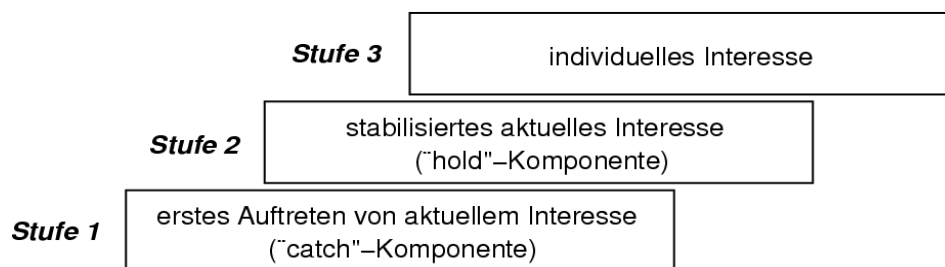 Stufe 3 individuelles Interesse
stabilisiertes aktuelles Interesse
Stufe 2
(¨hold"–Komponente)
erstes Auftreten von aktuellem Interesse
Stufe 1
(¨catch"–Komponente)